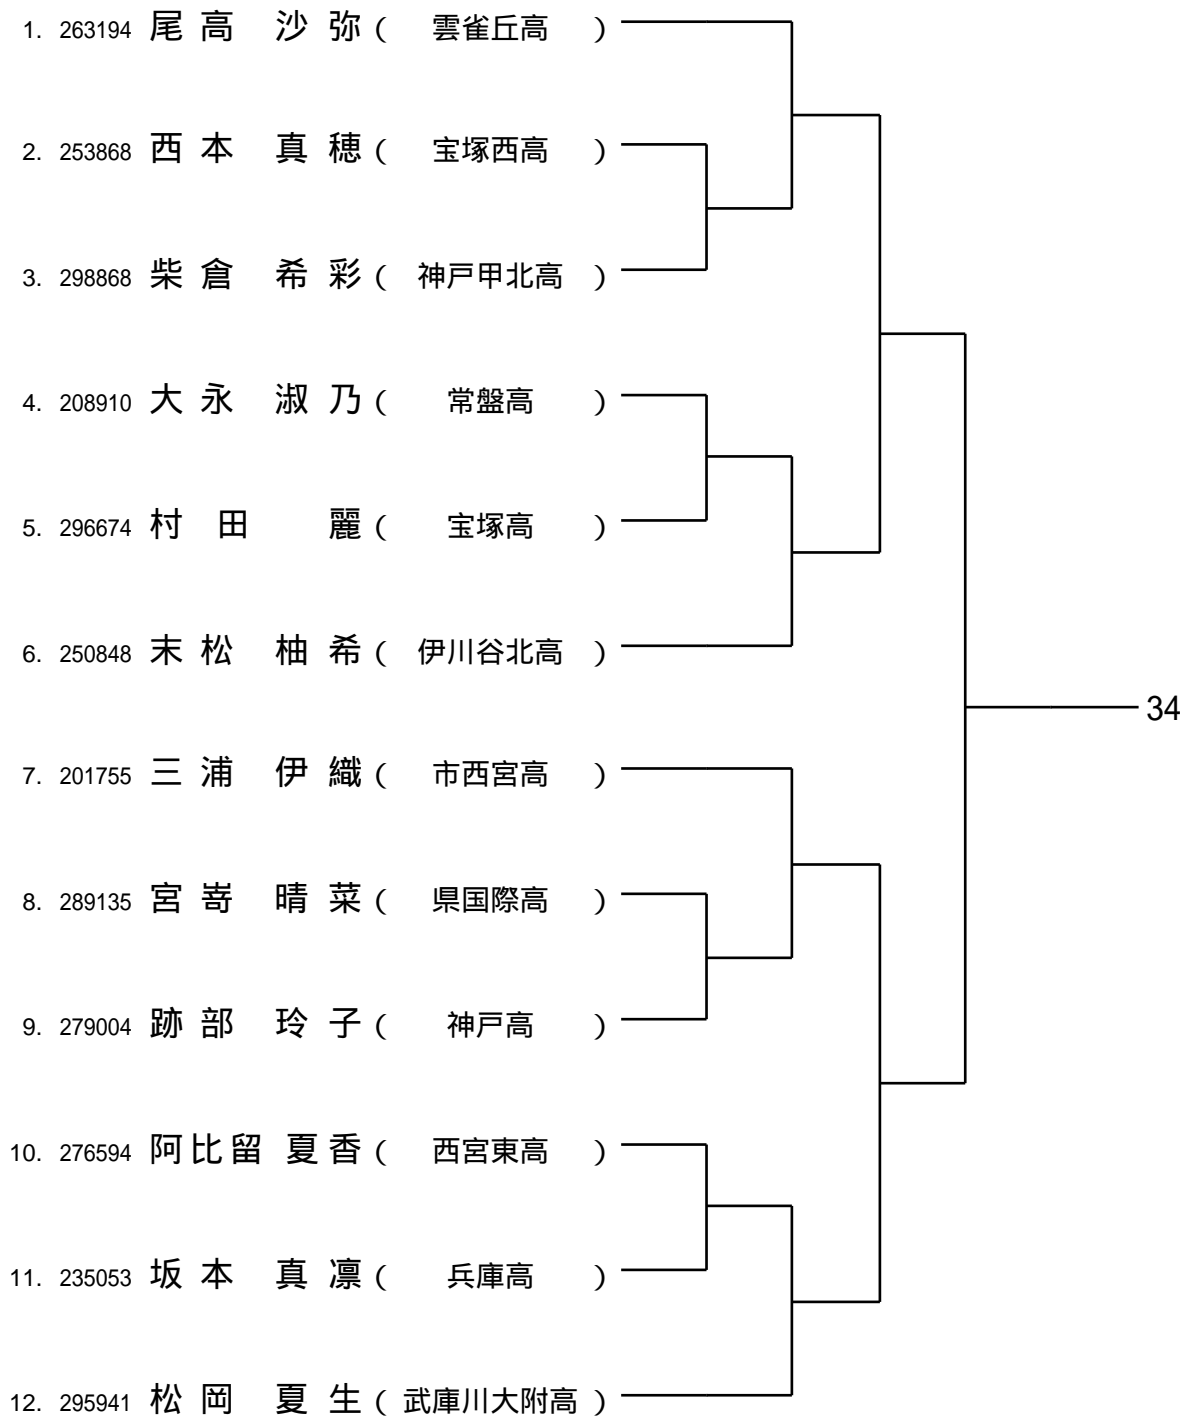 1. 263194 尾高 沙弥 ( 雲雀丘高 )
2. 253868 西本 真穂 ( 宝塚西高 )
3. 298868 柴倉 希彩 ( 神戸甲北高 )
4. 208910 大永 淑乃 ( 常盤高 )
5. 296674 村田 麗 ( 宝塚高 )
6. 250848 末松 柚希 ( 伊川谷北高 )
34
7. 201755 三浦 伊織 ( 市西宮高 )
8. 289135 宮嵜 晴菜 ( 県国際高 )
9. 279004 跡部 玲子 ( 神戸高 )
10. 276594 阿比留 夏香 ( 西宮東高 )
11. 235053 坂本 真凛 ( 兵庫高 )
12. 295941 松岡 夏生 ( 武庫川大附高 )